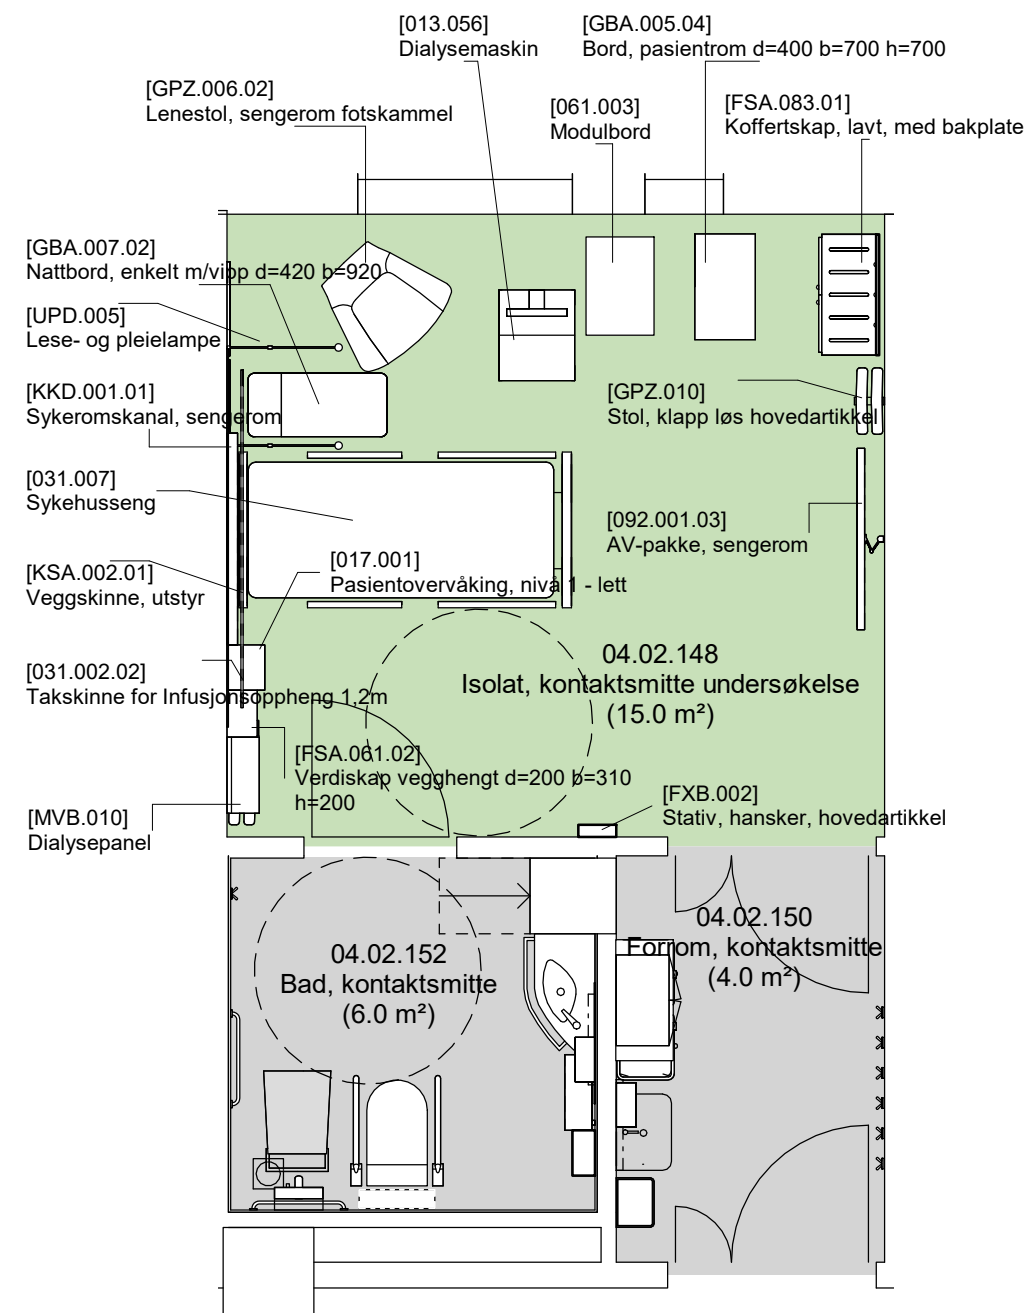 [013.056]
Dialysemaskin
[GBA.005.04]
Bord, pasientrom d=400 b=700 h=700
[GPZ.006.02]
Lenestol, sengerom fotskammel
[061.003]
Modulbord
[FSA.083.01]
Koffertskap, lavt, med bakplate
[GBA.007.02]
Nattbord, enkelt m/vipp d=420 b=920
[UPD.005]
Lese- og pleielampe
[KKD.001.01]
Sykeromskanal, sengerom
[GPZ.010]
Stol, klapp løs hovedartikkel
[031.007]
Sykehusseng
[092.001.03]
AV-pakke, sengerom
[017.001]
Pasientovervåking, nivå 1 - lett
[KSA.002.01]
Veggskinne, utstyr
[031.002.02]
Takskinne for Infusjonsoppheng 1,2m
04.02.148
Isolat, kontaktsmitte undersøkelse
(15.0 m²)
[FSA.061.02]
Verdiskap vegghengt d=200 b=310
h=200
[FXB.002]
Stativ, hansker, hovedartikkel
[MVB.010]
Dialysepanel
04.02.152
Bad, kontaktsmitte
(6.0 m²)
04.02.150
Forrom, kontaktsmitte
(4.0 m²)